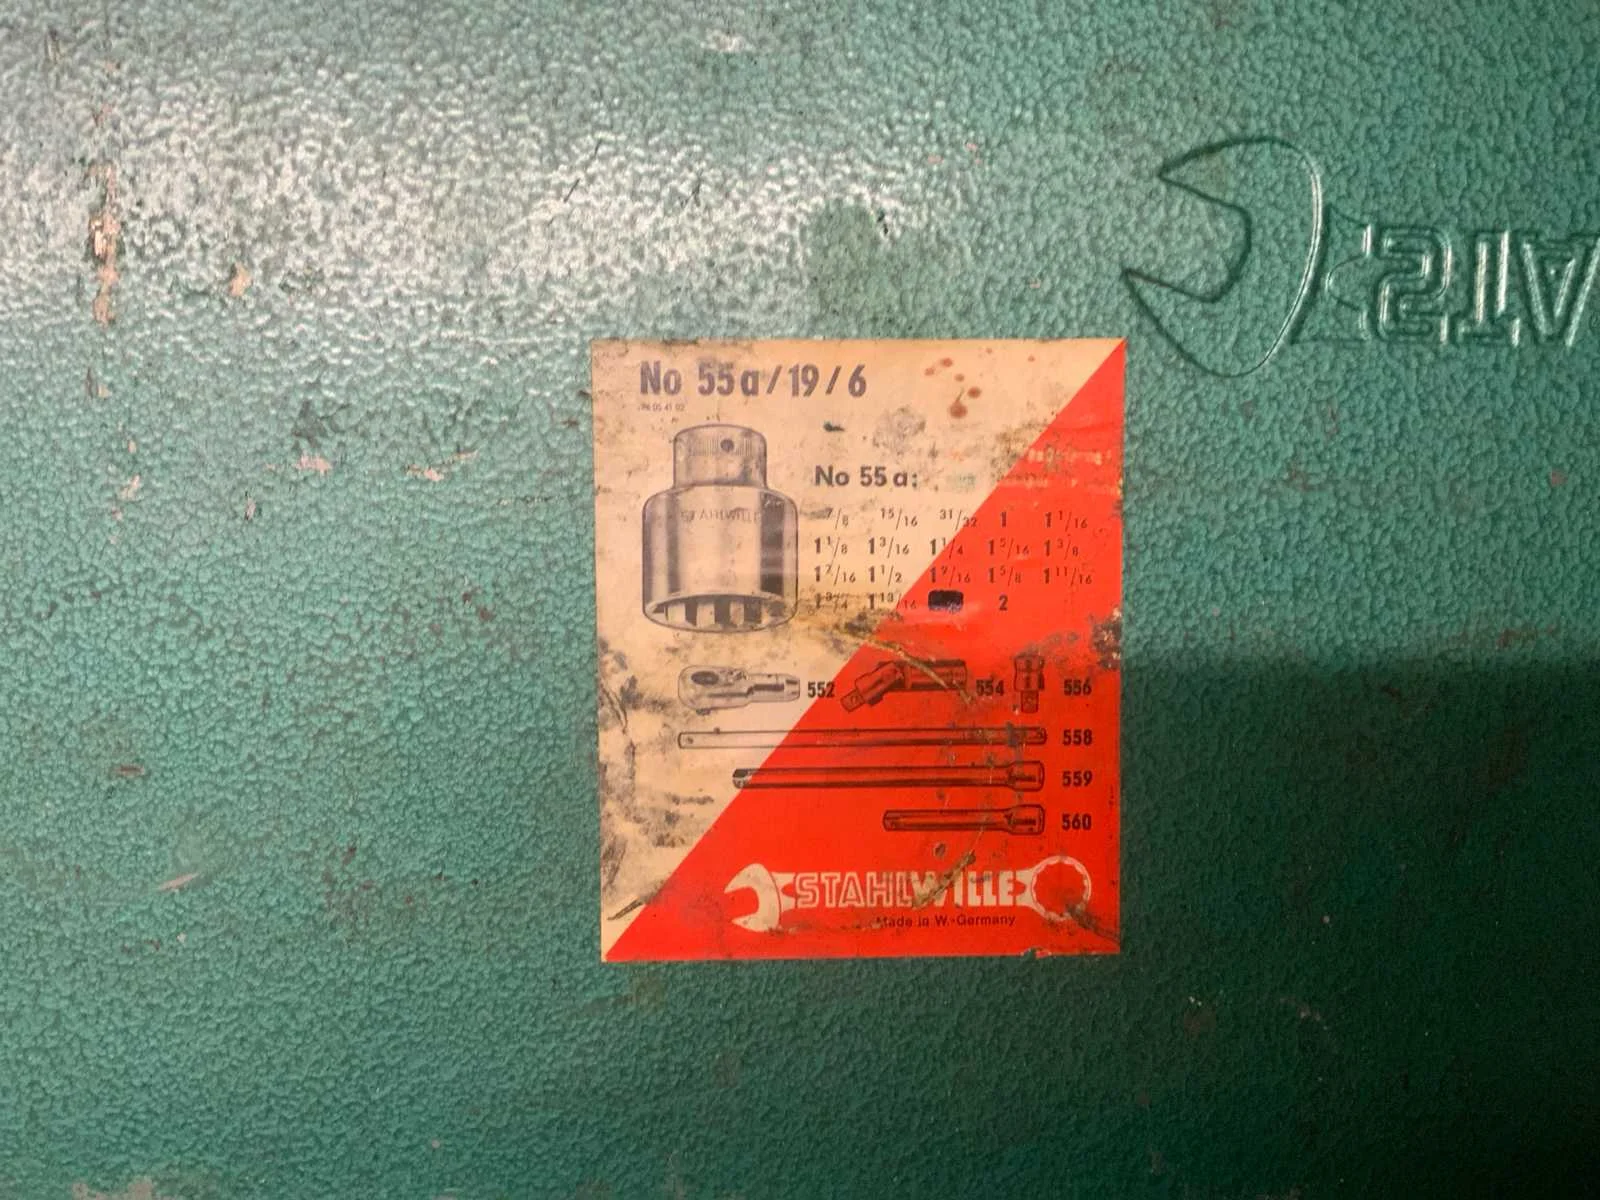 No 55a/19/6
STAHLWILLE
No 55a:
7/8 15/16 31/32 1 1 1/16
1 1/8 1 3/16 1 1/4 1 5/16 1 3/8
1 7/16 1 1/2 1 9/16 1 5/8 1 11/16
1 3/4 1 13/16 2
552 554 556
558
559
560
STAHLWILLE
Made in W.-Germany
STA